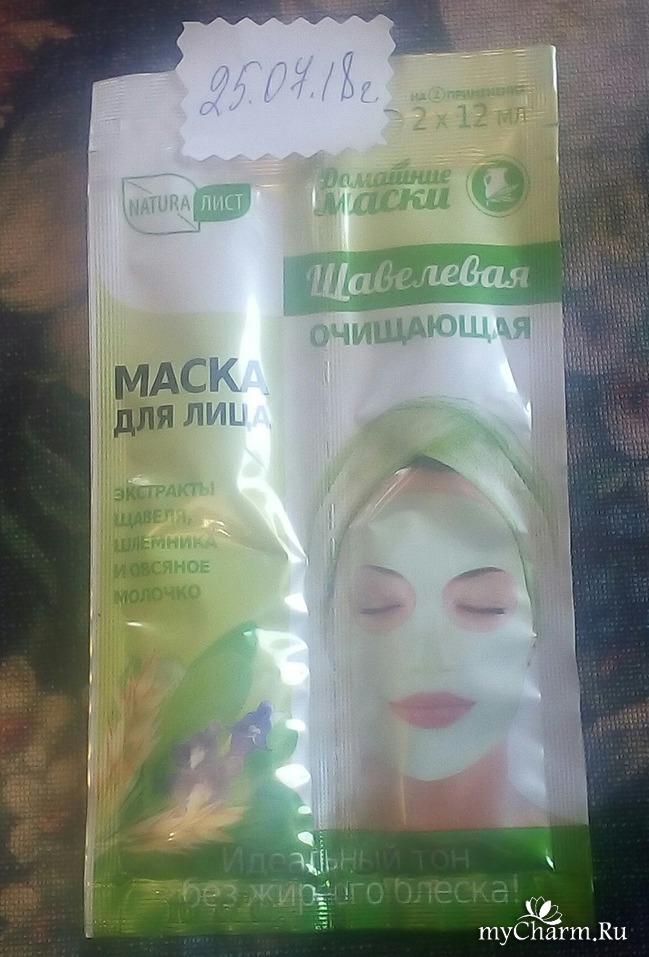 25.07.18г.
НА 2 ПРИМЕНЕНИЯ
2 х 12 мл
NATURA ЛИСТ
Домашние
маски
Щавелевая
ОЧИЩАЮЩАЯ
МАСКА
ДЛЯ ЛИЦА
ЭКСТРАКТЫ
ЩАВЕЛЯ,
ШЛЕМНИКА
И ОВСЯНОЕ
МОЛОЧКО
Идеальный тон
без жирного блеска!
myCharm.Ru